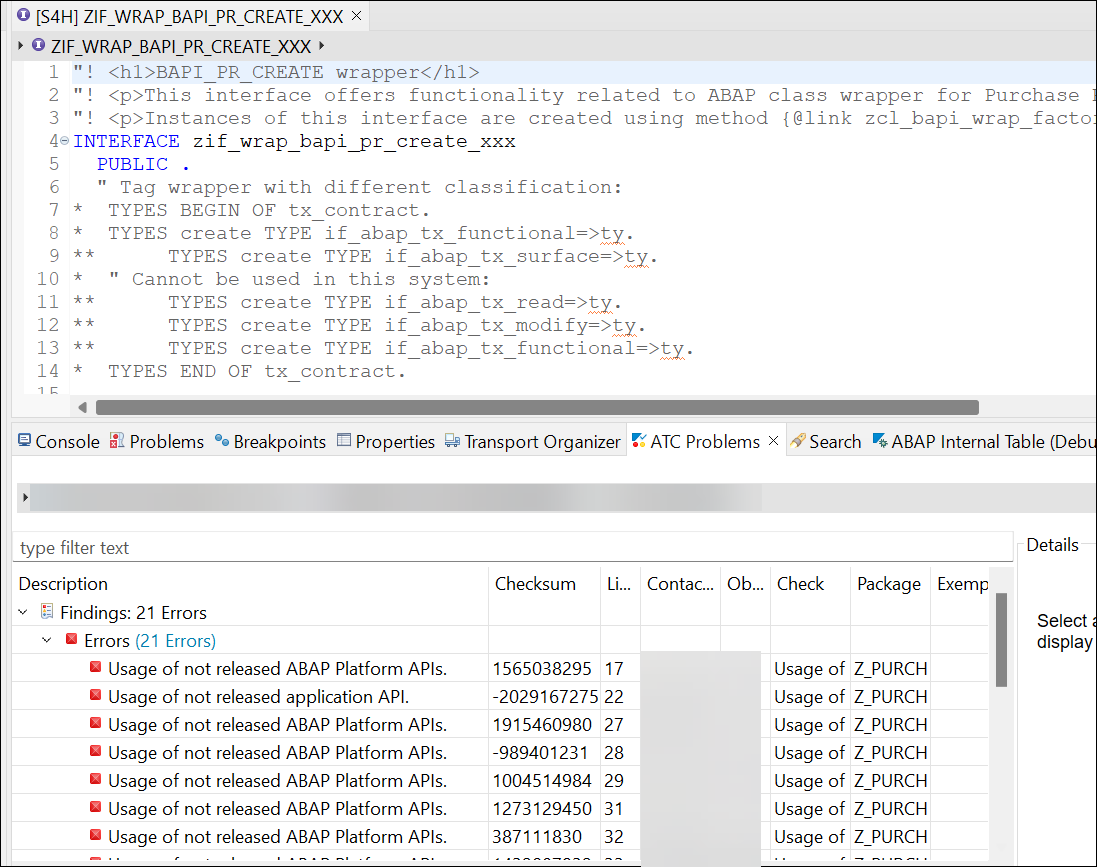 [S4H] ZIF_WRAP_BAPI_PR_CREATE_XXX
ZIF_WRAP_BAPI_PR_CREATE_XXX
1 "! <h1>BAPI_PR_CREATE wrapper</h1>
2 "! <p>This interface offers functionality related to ABAP class wrapper for Purchase
3 "! <p>Instances of this interface are created using method {@link zcl_bapi_wrap_facto
4 INTERFACE zif_wrap_bapi_pr_create_xxx
5 PUBLIC .
6 " Tag wrapper with different classification:
7 * TYPES BEGIN OF tx_contract.
8 * TYPES create TYPE if_abap_tx_functional=>ty.
9 ** TYPES create TYPE if_abap_tx_surface=>ty.
10 * " Cannot be used in this system:
11 ** TYPES create TYPE if_abap_tx_read=>ty.
12 ** TYPES create TYPE if_abap_tx_modify=>ty.
13 ** TYPES create TYPE if_abap_tx_functional=>ty.
14 * TYPES END OF tx_contract.
15
Console Problems Breakpoints Properties Transport Organizer ATC Problems Search ABAP Internal Table (Debu
type filter text
Details
Description Checksum Li... Contac... Ob... Check Package Exemp
Findings: 21 Errors
Select a
Errors (21 Errors)
display
Usage of not released ABAP Platform APIs. 1565038295 17 Usage of Z_PURCH
Usage of not released application API. -2029167275 22 Usage of Z_PURCH
Usage of not released ABAP Platform APIs. 1915460980 27 Usage of Z_PURCH
Usage of not released ABAP Platform APIs. -989401231 28 Usage of Z_PURCH
Usage of not released ABAP Platform APIs. 1004514984 29 Usage of Z_PURCH
Usage of not released ABAP Platform APIs. 1273129450 31 Usage of Z_PURCH
Usage of not released ABAP Platform APIs. 387111830 32 Usage of Z_PURCH